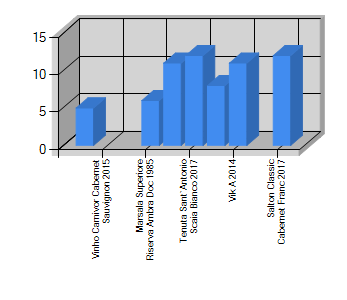 15
10
5
0
Vinho Carnivor Cabernet
Sauvignon 2015
Marsala Superiore
Riserva Ambra Doc 1985
Tenuta Sant´Antonio
Scaia Bianco 2017
Vik A 2014
Salton Classic
Cabernet Franc 2017